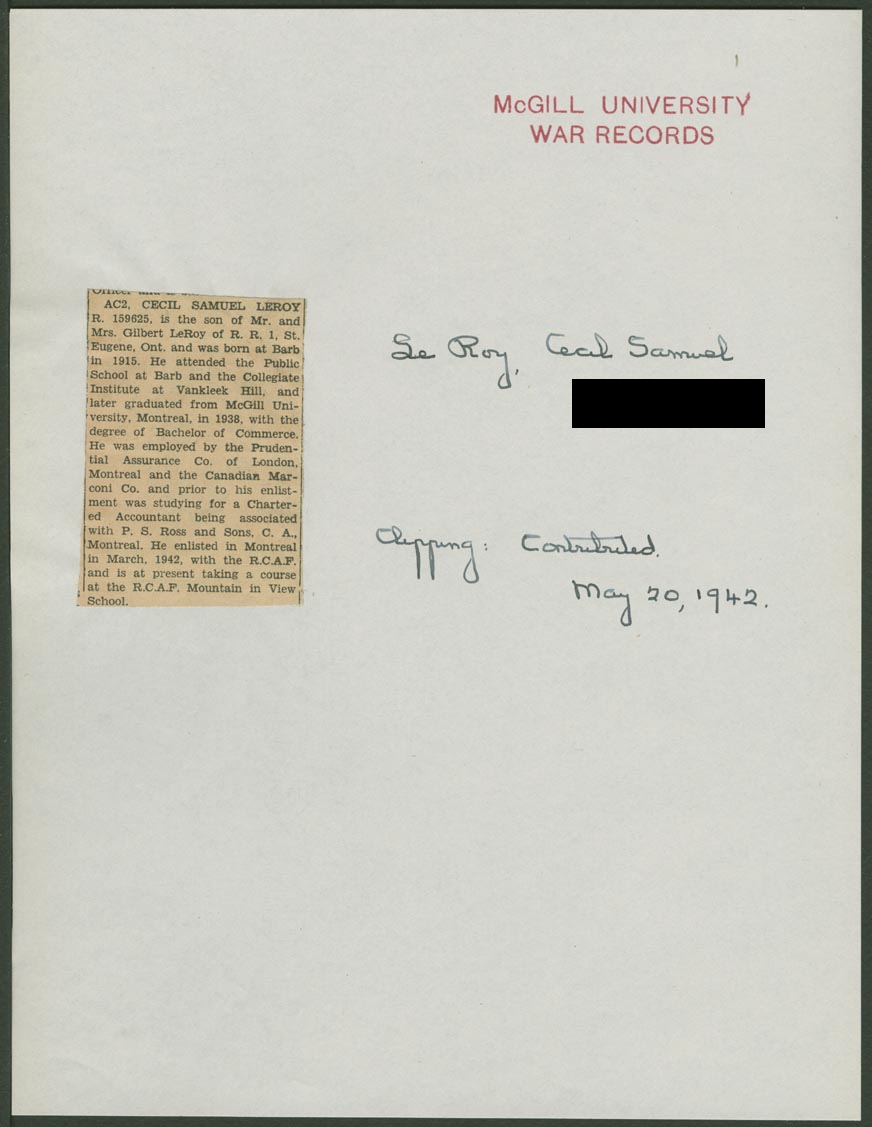 McGILL UNIVERSITY
WAR RECORDS
AC2, CECIL SAMUEL LEROY
R. 159625, is the son of Mr. and
Mrs. Gilbert LeRoy of R. R. 1, St.
Eugene, Ont. and was born at Barb
in 1915. He attended the Public
School at Barb and the Collegiate
Institute at Vankleek Hill, and
later graduated from McGill Uni-
versity, Montreal, in 1938, with the
degree of Bachelor of Commerce.
He was employed by the Pruden-
tial Assurance Co. of London,
Montreal and the Canadian Mar-
coni Co. and prior to his enlist-
ment was studying for a Charter-
ed Accountant being associated
with P. S. Ross and Sons, C. A.,
Montreal. He enlisted in Montreal
in March, 1942, with the R.C.A.F.
and is at present taking a course
at the R.C.A.F. Mountain in View
School.
Le Roy, Cecil Samuel
Clipping: Contributed.
May 20, 1942.